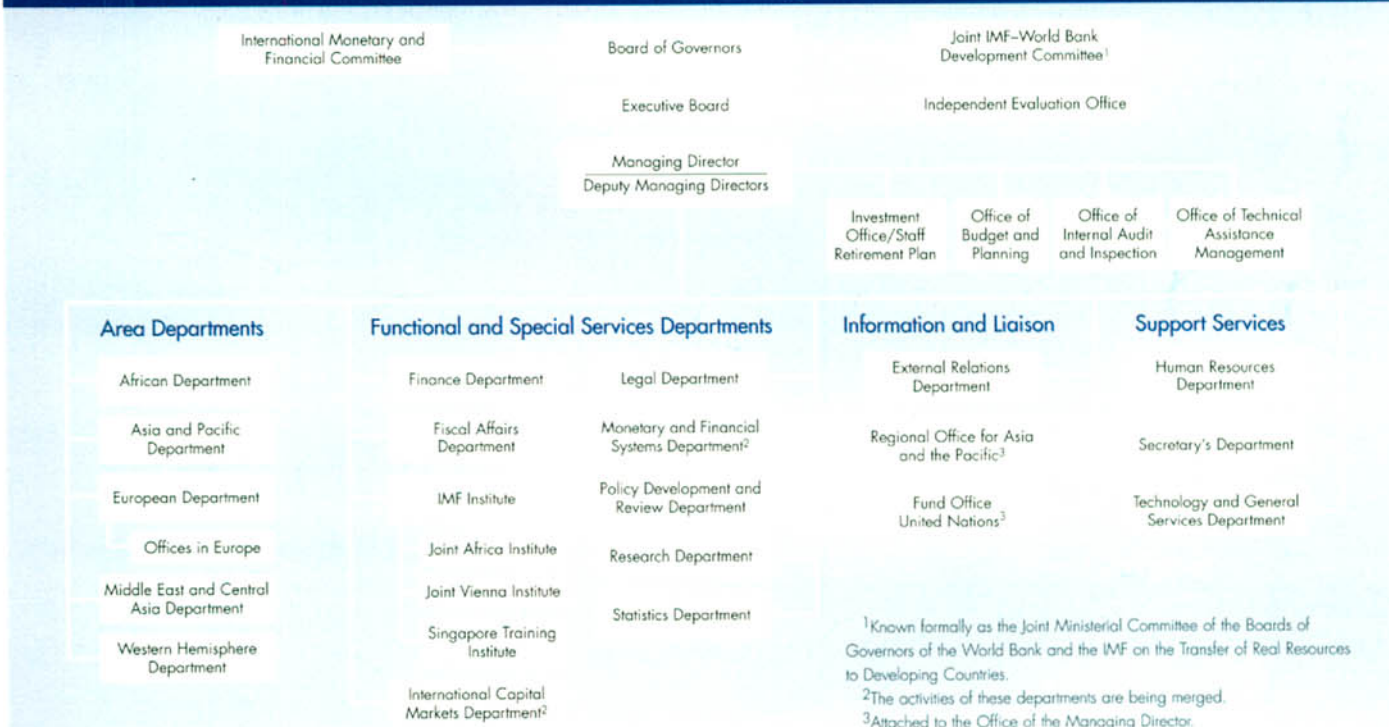 International Monetary and
Financial Committee
Board of Governors
Joint IMF–World Bank
Development Committee¹
Executive Board
Independent Evaluation Office
Managing Director
Deputy Managing Directors
Investment
Office/Staff
Retirement Plan
Office of
Budget and
Planning
Office of
Internal Audit
and Inspection
Office of Technical
Assistance
Management
Area Departments
African Department
Asia and Pacific
Department
European Department
Offices in Europe
Middle East and Central
Asia Department
Western Hemisphere
Department
Functional and Special Services Departments
Finance Department
Fiscal Affairs
Department
IMF Institute
Joint Africa Institute
Joint Vienna Institute
Singapore Training
Institute
International Capital
Markets Department²
Legal Department
Monetary and Financial
Systems Department²
Policy Development and
Review Department
Research Department
Statistics Department
Information and Liaison
External Relations
Department
Regional Office for Asia
and the Pacific³
Fund Office
United Nations³
Support Services
Human Resources
Department
Secretary's Department
Technology and General
Services Department
¹Known formally as the Joint Ministerial Committee of the Boards of
Governors of the World Bank and the IMF on the Transfer of Real Resources
to Developing Countries.
²The activities of these departments are being merged.
³Attached to the Office of the Managing Director.